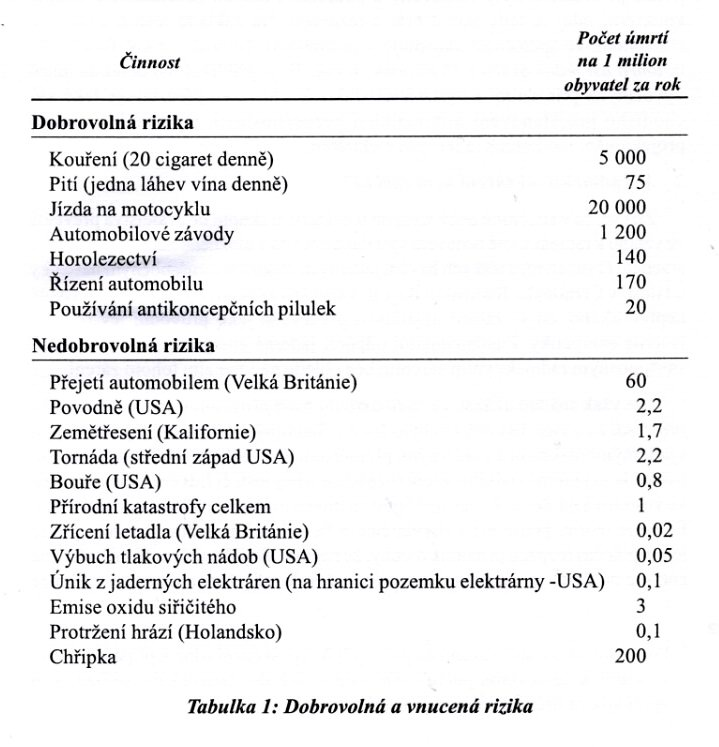 Činnost
Počet úmrtí
na 1 milion
obyvatel za rok
Dobrovolná rizika
Kouření (20 cigaret denně) 5 000
Pití (jedna láhev vína denně) 75
Jízda na motocyklu 20 000
Automobilové závody 1 200
Horolezectví 140
Řízení automobilu 170
Používání antikoncepčních pilulek 20
Nedobrovolná rizika
Přejetí automobilem (Velká Británie) 60
Povodně (USA) 2,2
Zemětřesení (Kalifornie) 1,7
Tornáda (střední západ USA) 2,2
Bouře (USA) 0,8
Přírodní katastrofy celkem 1
Zřícení letadla (Velká Británie) 0,02
Výbuch tlakových nádob (USA) 0,05
Únik z jaderných elektráren (na hranici pozemku elektrárny -USA) 0,1
Emise oxidu siřičitého 3
Protržení hrází (Holandsko) 0,1
Chřipka 200
Tabulka 1: Dobrovolná a vnucená rizika